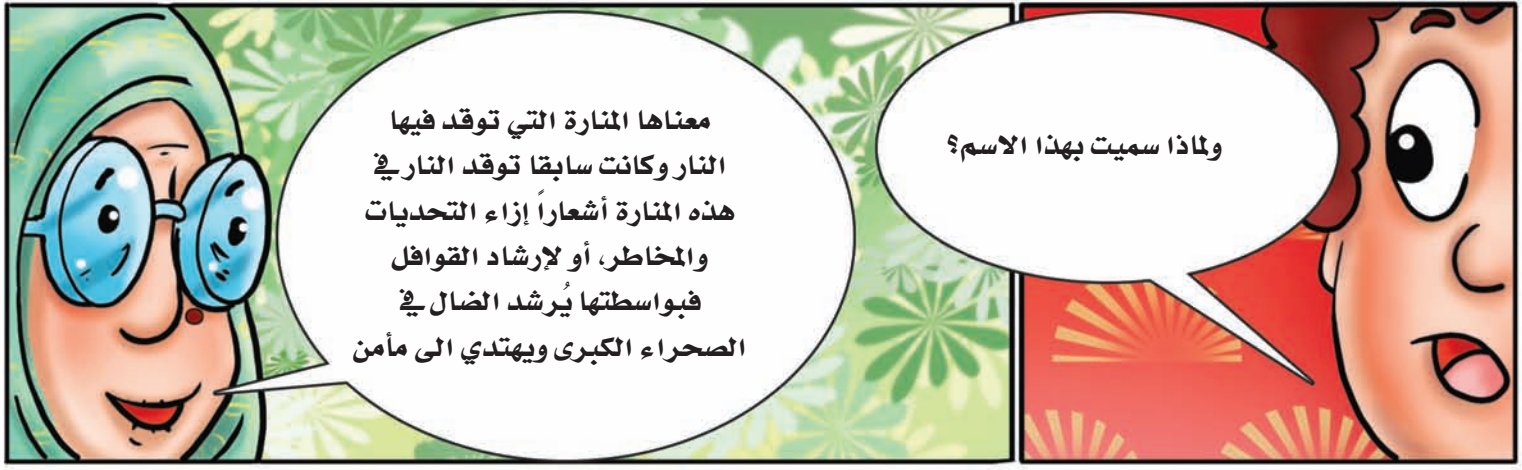 ولماذا سميت بهذا الاسم؟
معناها المنارة التي توقد فيها
النار وكانت سابقا توقد النار في
هذه المنارة أشعاراً إزاء التحديات
والمخاطر، أو لإرشاد القوافل
فبواسطتها يُرشد الضال في
الصحراء الكبرى ويهتدي الى مأمن